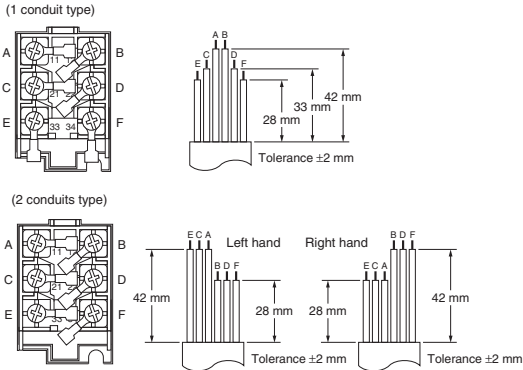 (1 conduit type)
A B
A B
C D
E F
11
C D
21
E F
33 34
42 mm
33 mm
28 mm
Tolerance ±2 mm
(2 conduits type)
A B
11
C D
21
E F
33
E C A
Left hand
B D F
42 mm
28 mm
Tolerance ±2 mm
Right hand
B D F
E C A
28 mm
42 mm
Tolerance ±2 mm